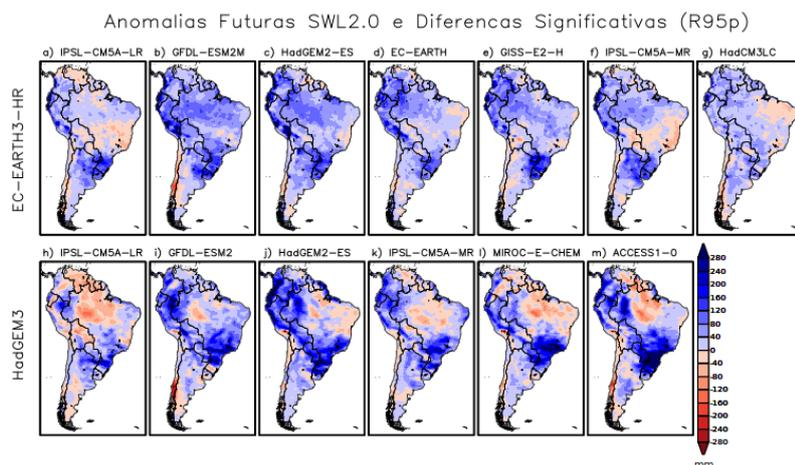 Anomalias Futuras SWL2.0 e Diferencas Significativas (R95p)
a) IPSL-CM5A-LR
b) GFDL-ESM2M
c) HadGEM2-ES
d) EC-EARTH
e) GISS-E2-H
f) IPSL-CM5A-MR
g) HadCM3LC
EC-EARTH3-HR
h) IPSL-CM5A-LR
i) GFDL-ESM2
j) HadGEM2-ES
k) IPSL-CM5A-MR
l) MIROC-E-CHEM
m) ACCESS1-0
HadGEM3
280
240
200
160
120
80
40
0
-40
-80
-120
-160
-200
-240
-280
mm